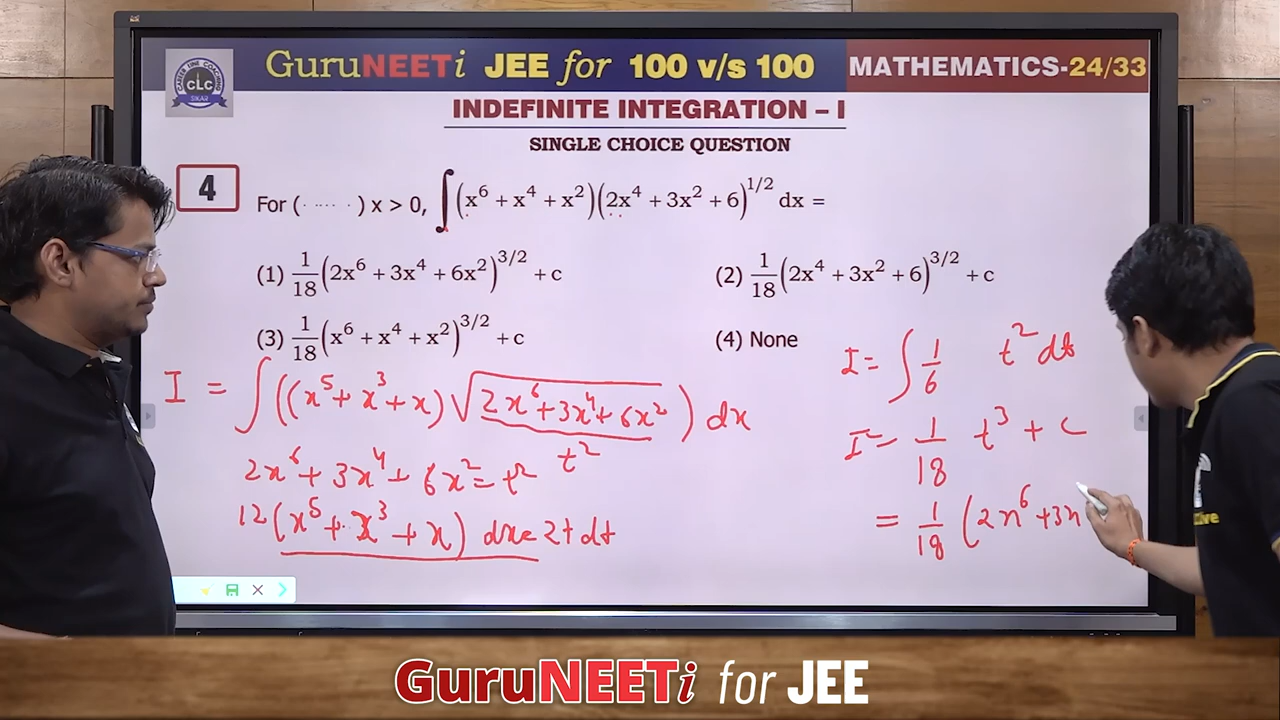 GuruNEETi JEE for 100 v/s 100
MATHEMATICS-24/33
CLC
SIKAR
INDEFINITE INTEGRATION – I
SINGLE CHOICE QUESTION
4
For (..... ) x > 0, ∫(x⁶ + x⁴ + x²)(2x⁴ + 3x² + 6)^1/2 dx =
(1) 1/18 (2x⁶ + 3x⁴ + 6x²)^3/2 + c
(2) 1/18 (2x⁴ + 3x² + 6)^3/2 + c
(3) 1/18 (x⁶ + x⁴ + x²)^3/2 + c
(4) None
I = ∫((x⁵ + x³ + x) √(2x⁶ + 3x⁴ + 6x²)) dx
t²
2x⁶ + 3x⁴ + 6x² = t²
12 (x⁵ + x³ + x) dx = 2t dt
I = ∫ 1/6 t² dt
I = 1/18 t³ + c
= 1/18 (2x⁶ + 3x
GuruNEETi for JEE